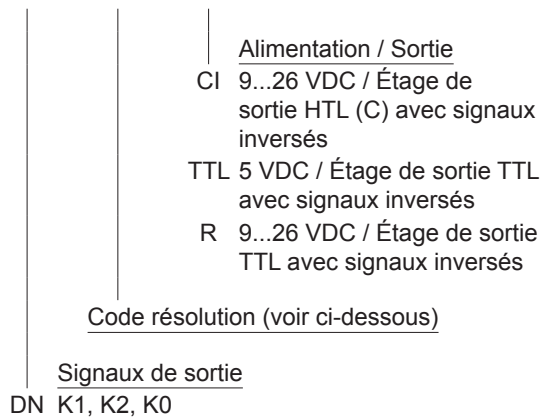 Alimentation / Sortie
CI 9...26 VDC / Étage de
sortie HTL (C) avec signaux
inversés
TTL 5 VDC / Étage de sortie TTL
avec signaux inversés
R 9...26 VDC / Étage de sortie
TTL avec signaux inversés
Code résolution (voir ci-dessous)
Signaux de sortie
DN K1, K2, K0